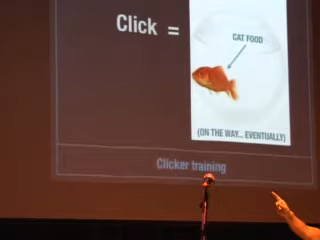 Click =
CAT FOOD
(ON THE WAY... EVENTUALLY)
Clicker training